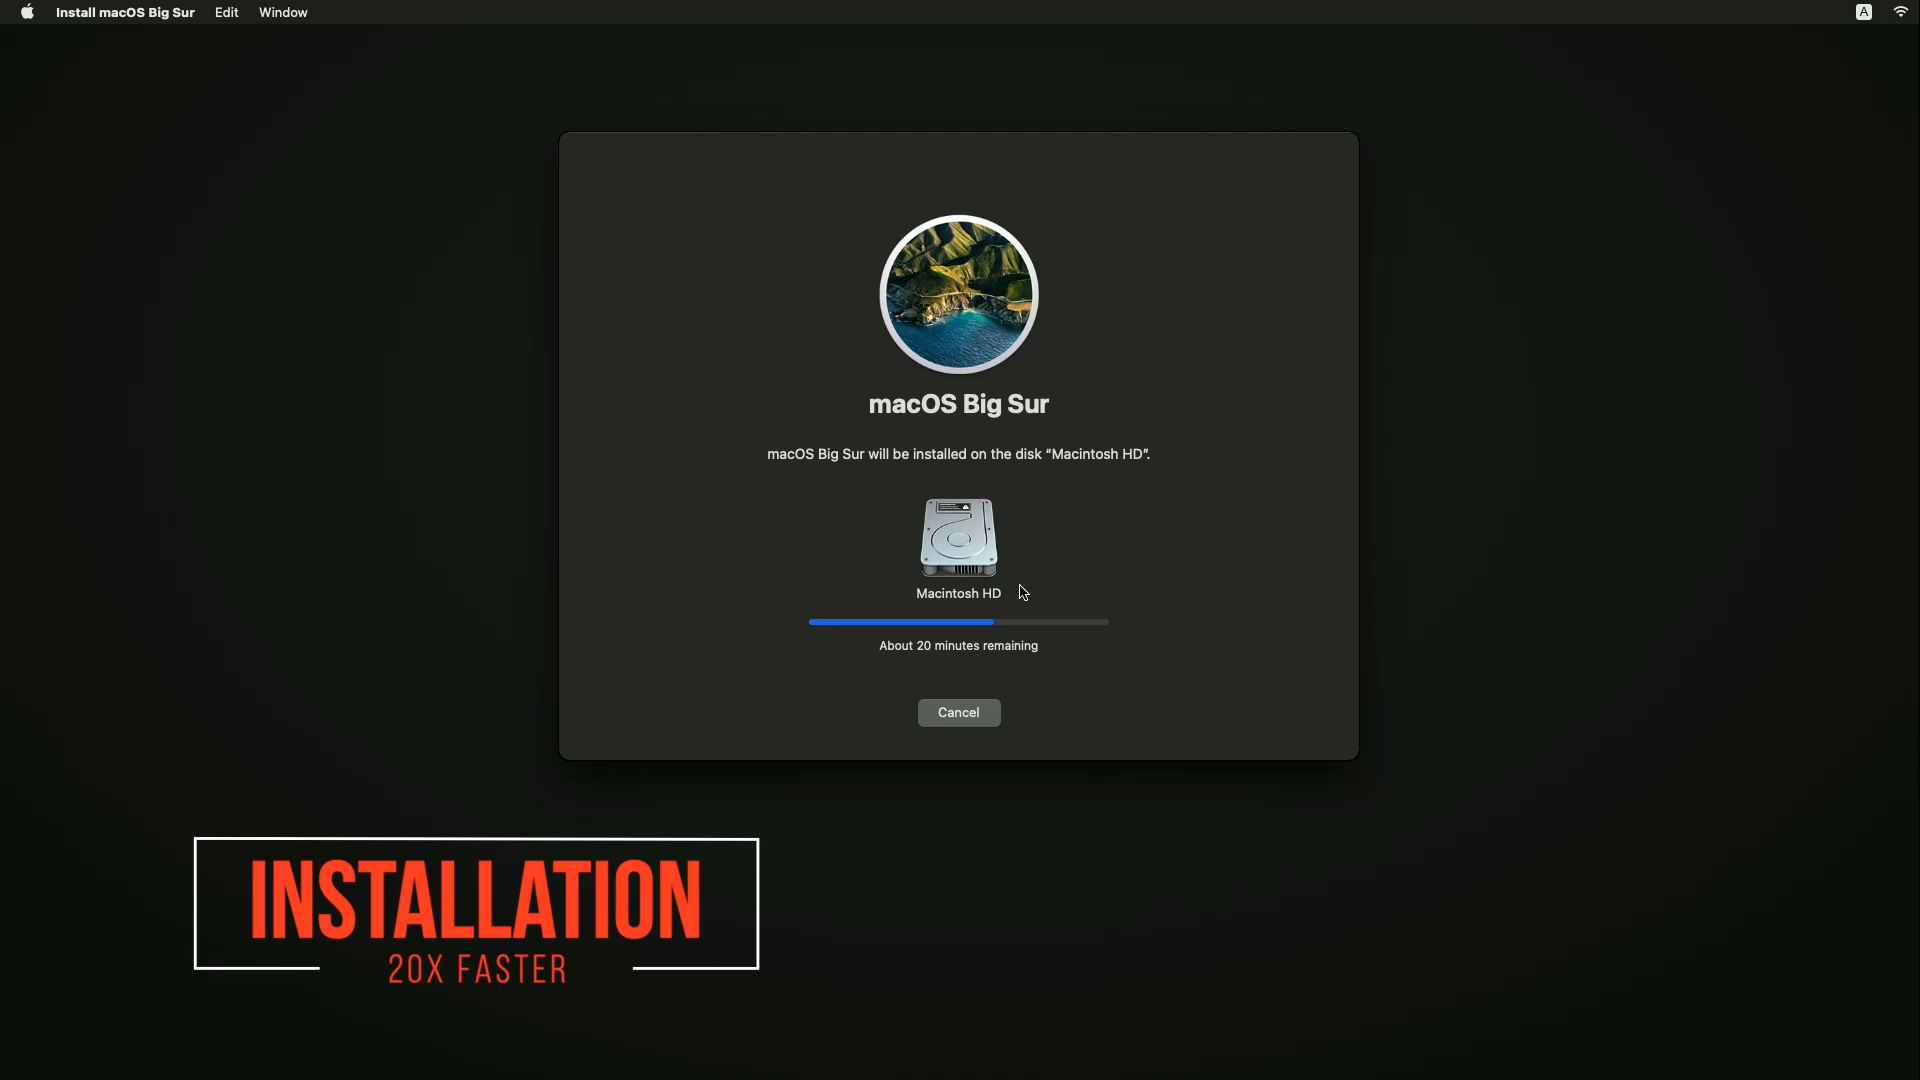 Install macOS Big Sur Edit Window A
macOS Big Sur
macOS Big Sur will be installed on the disk “Macintosh HD”.
Macintosh HD
About 20 minutes remaining
Cancel
INSTALLATION
20X FASTER